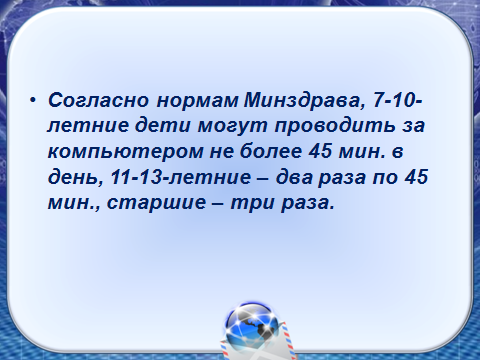 • Согласно нормам Минздрава, 7-10-
летние дети могут проводить за
компьютером не более 45 мин. в
день, 11-13-летние – два раза по 45
мин., старшие – три раза.